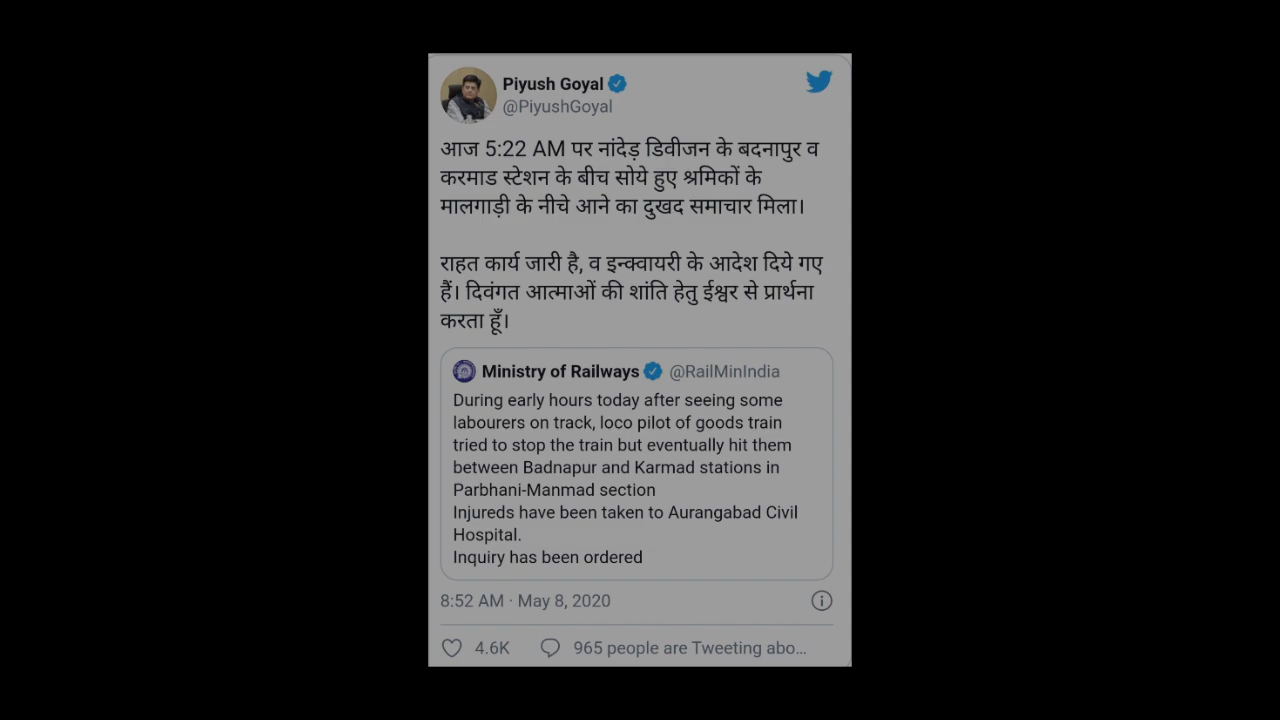 Piyush Goyal
@PiyushGoyal
आज 5:22 AM पर नांदेड़ डिवीजन के बदनापुर व
करमाड स्टेशन के बीच सोये हुए श्रमिकों के
मालगाड़ी के नीचे आने का दुखद समाचार मिला।
राहत कार्य जारी है, व इन्क्वायरी के आदेश दिये गए
हैं। दिवंगत आत्माओं की शांति हेतु ईश्वर से प्रार्थना
करता हूँ।
Ministry of Railways @RailMinIndia
During early hours today after seeing some
labourers on track, loco pilot of goods train
tried to stop the train but eventually hit them
between Badnapur and Karmad stations in
Parbhani-Manmad section
Injureds have been taken to Aurangabad Civil
Hospital.
Inquiry has been ordered
8:52 AM · May 8, 2020
4.6K 965 people are Tweeting abo...